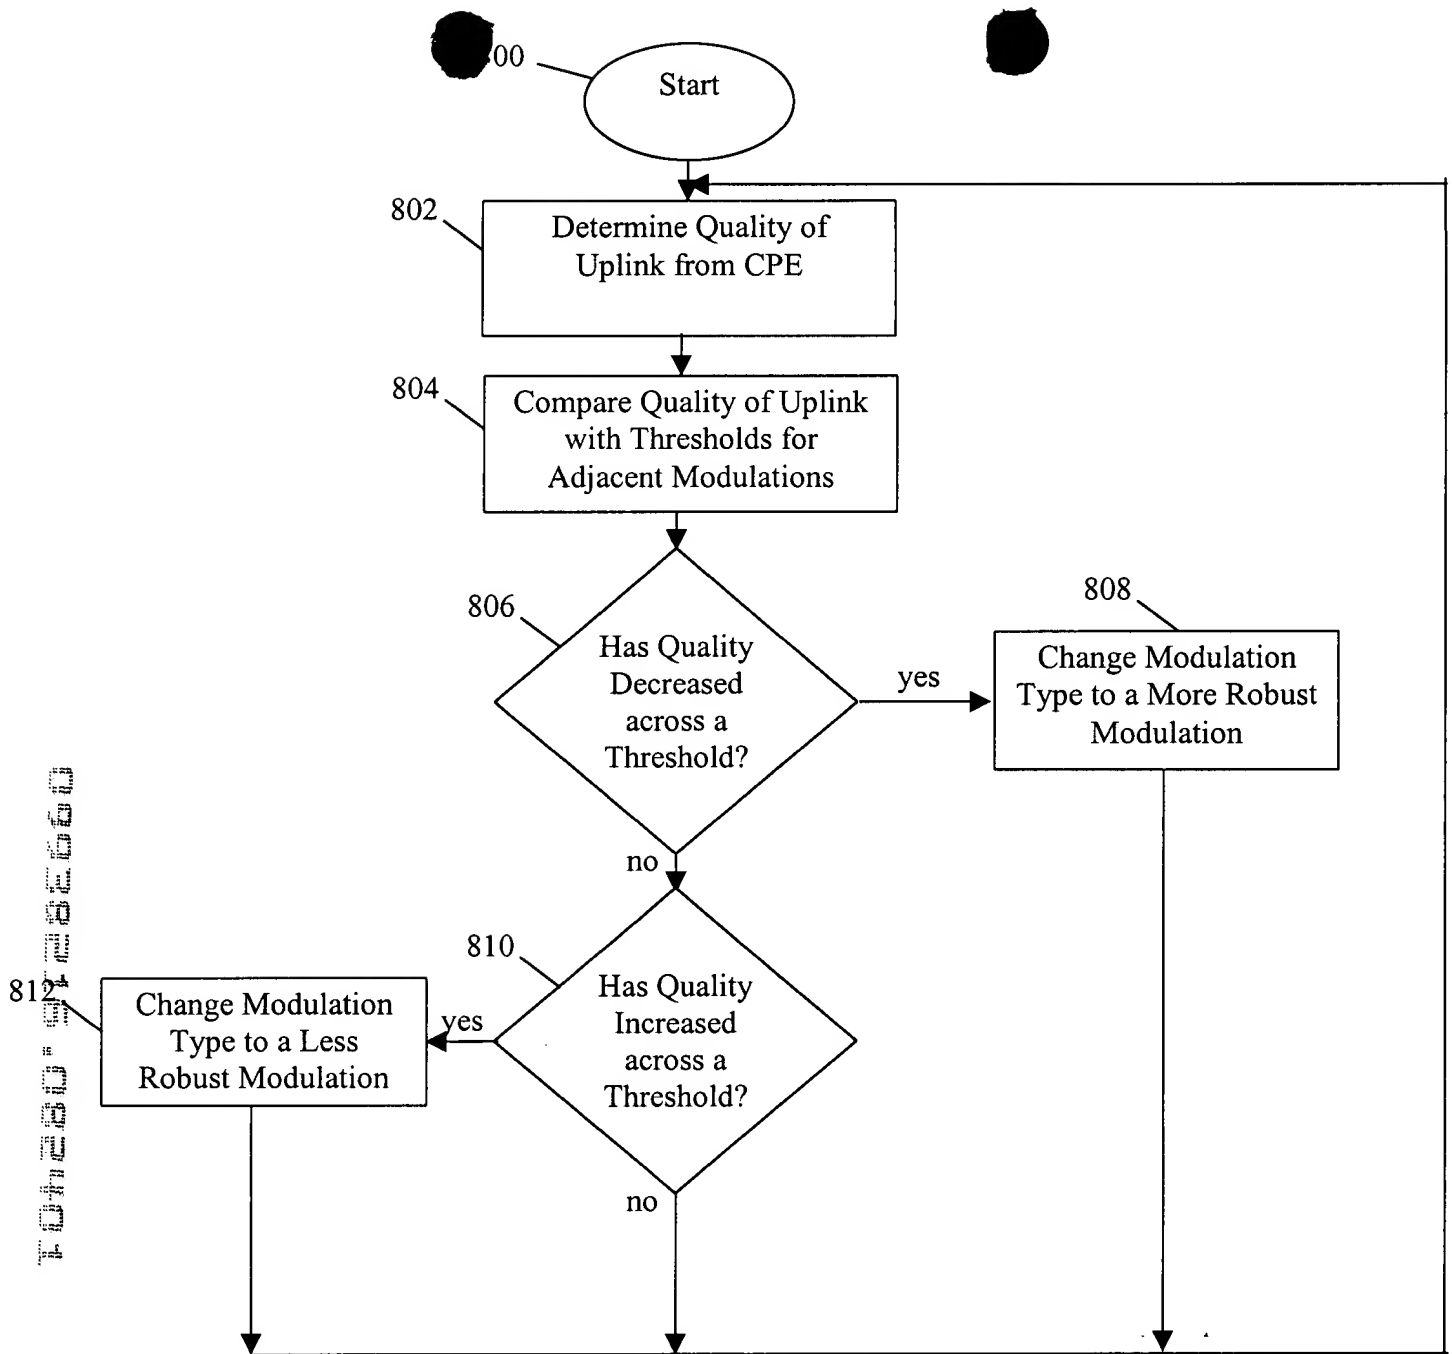 00
Start
802
Determine Quality of
Uplink from CPE
804
Compare Quality of Uplink
with Thresholds for
Adjacent Modulations
806
Has Quality
Decreased
across a
Threshold?
yes
808
Change Modulation
Type to a More Robust
Modulation
no
810
Has Quality
Increased
across a
Threshold?
yes
812
Change Modulation
Type to a Less
Robust Modulation
no